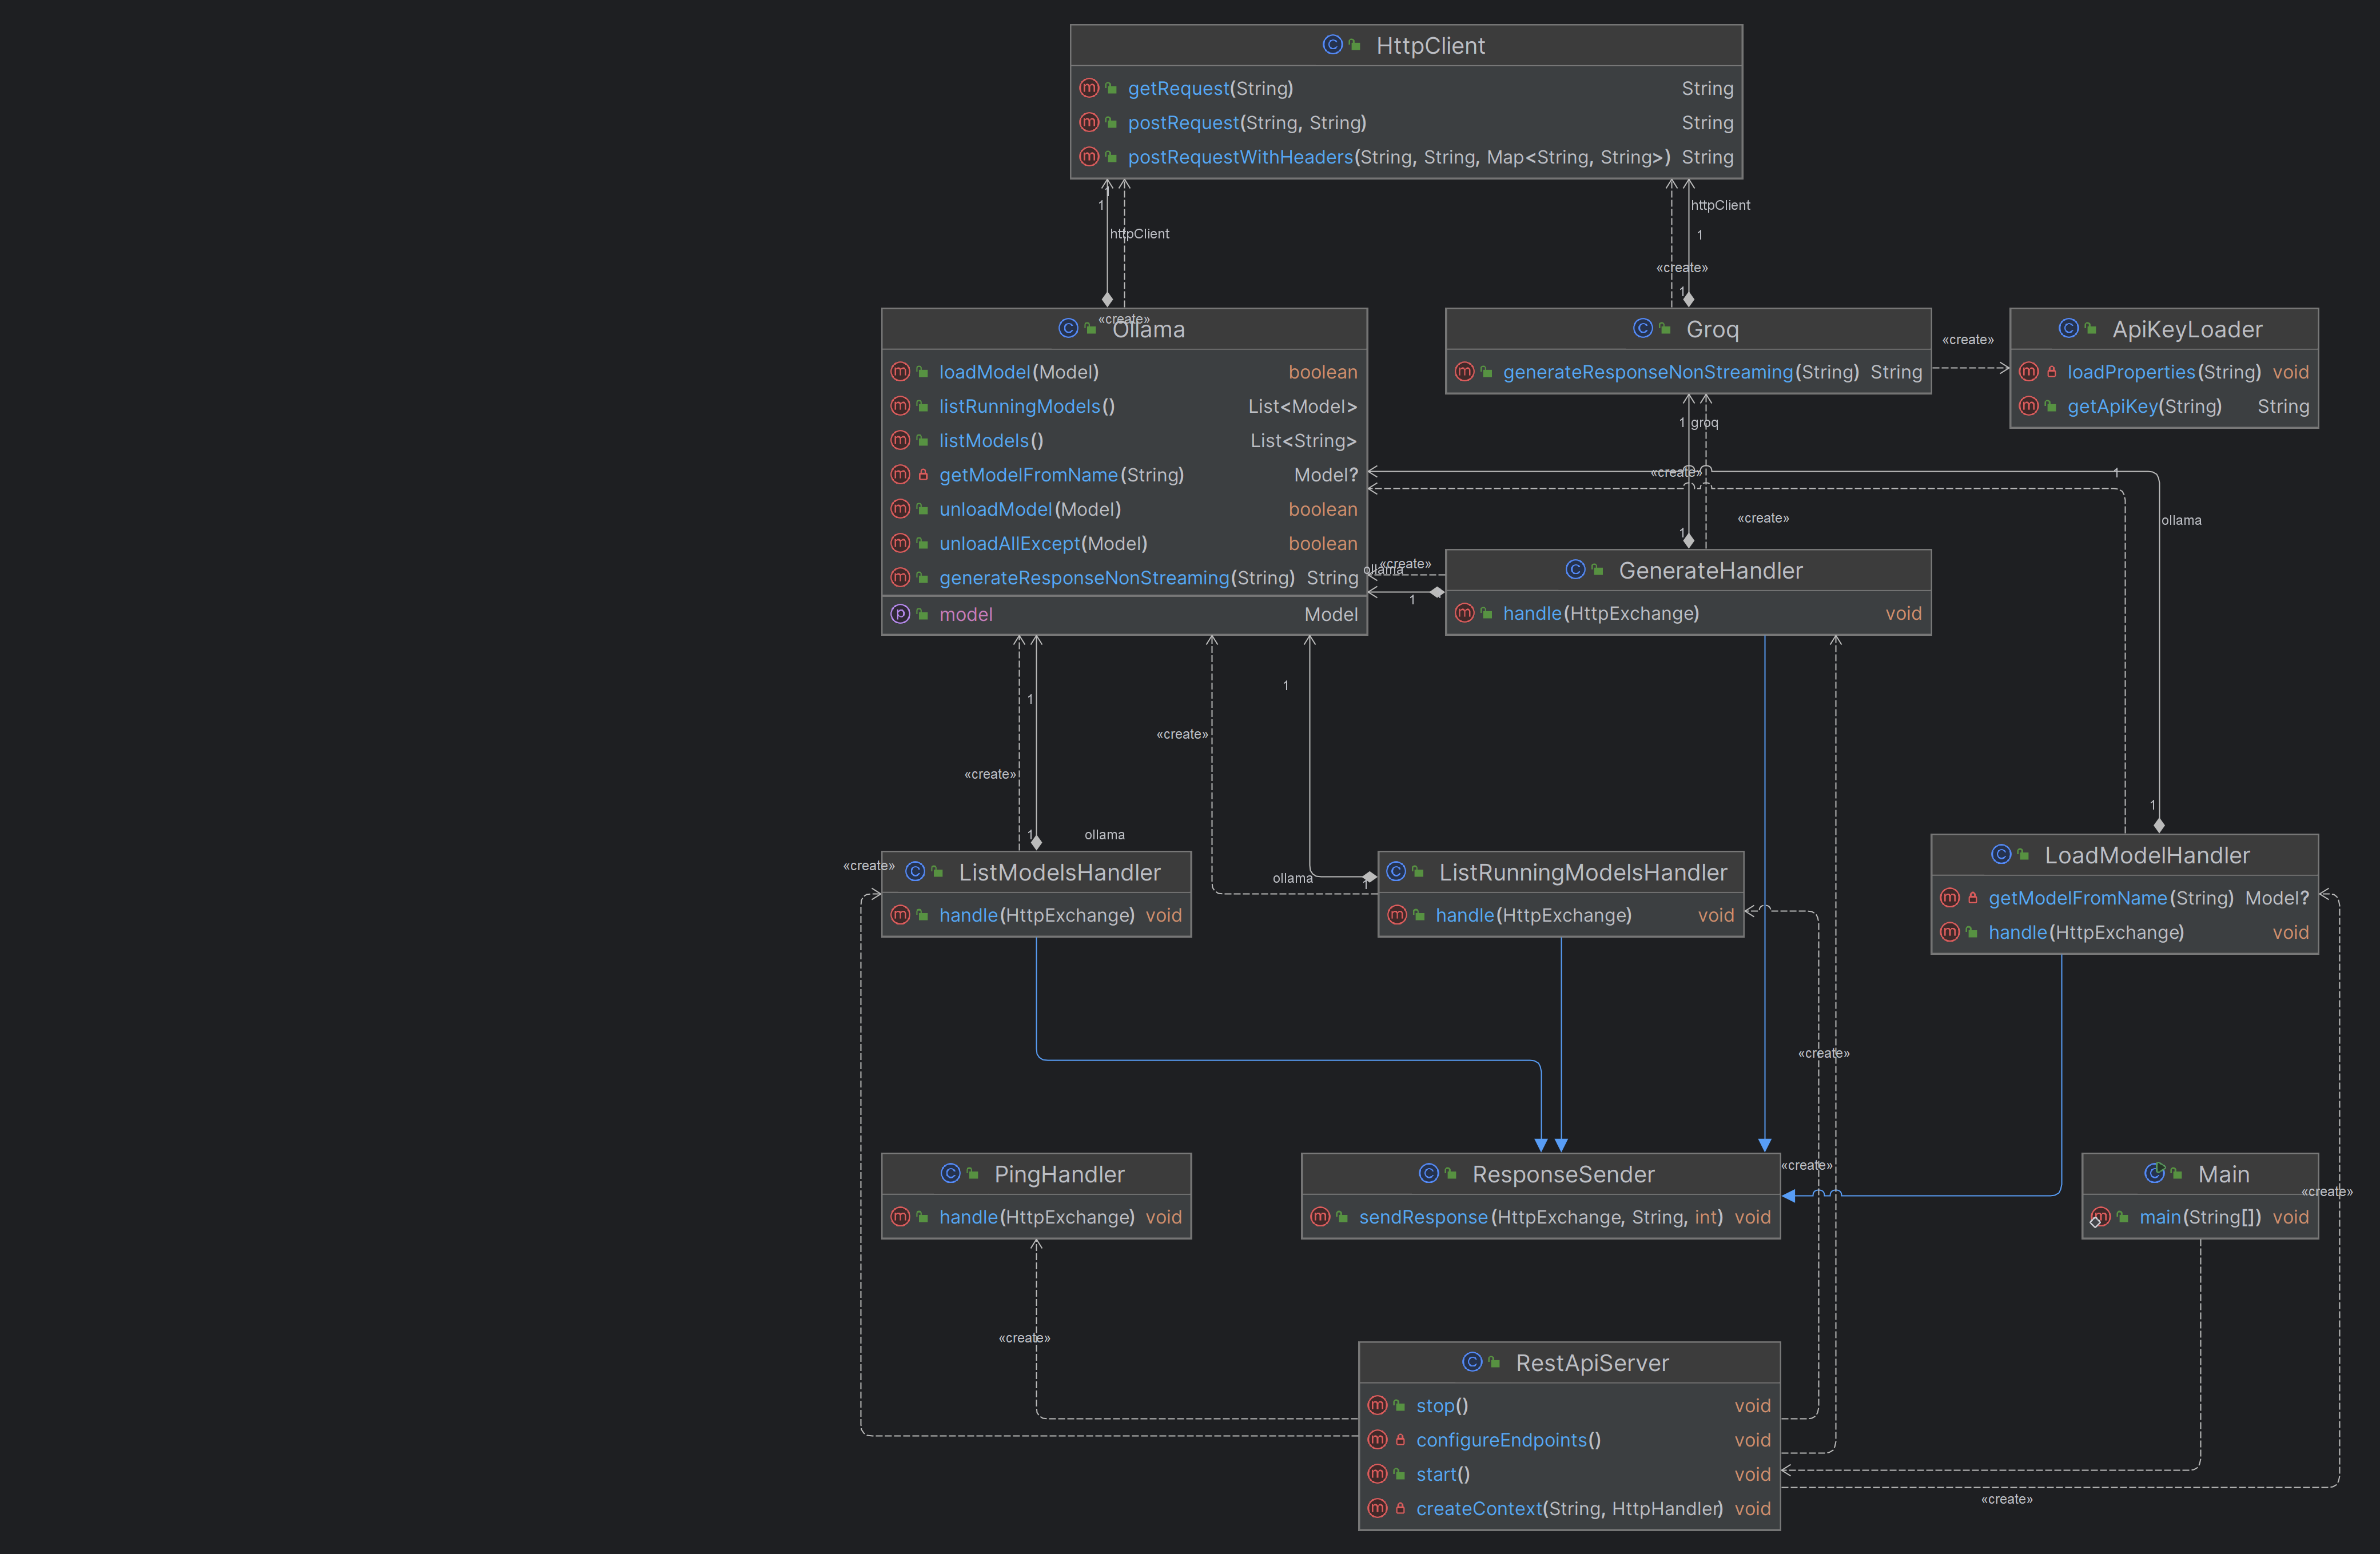 HttpClient
getRequest(String) String
postRequest(String, String) String
postRequestWithHeaders(String, String, Map<String, String>) String
1
1
httpClient
«create»
httpClient
1
«create»
1
Ollama
loadModel(Model) boolean
listRunningModels() List<Model>
listModels() List<String>
getModelFromName(String) Model?
unloadModel(Model) boolean
unloadAllExcept(Model) boolean
generateResponseNonStreaming(String) String
model Model
Groq
generateResponseNonStreaming(String) String
«create»
ApiKeyLoader
loadProperties(String) void
getApiKey(String) String
1 groq
«create»
1
ollama
«create»
1
«create»
ollama
1
GenerateHandler
handle(HttpExchange) void
1
1
«create»
«create»
1
ollama
1
ollama
1
«create»
ListModelsHandler
handle(HttpExchange) void
ListRunningModelsHandler
handle(HttpExchange) void
LoadModelHandler
getModelFromName(String) Model?
handle(HttpExchange) void
«create»
PingHandler
handle(HttpExchange) void
ResponseSender
sendResponse(HttpExchange, String, int) void
«create»
Main
main(String[]) void
«create»
«create»
RestApiServer
stop() void
configureEndpoints() void
start() void
createContext(String, HttpHandler) void
«create»